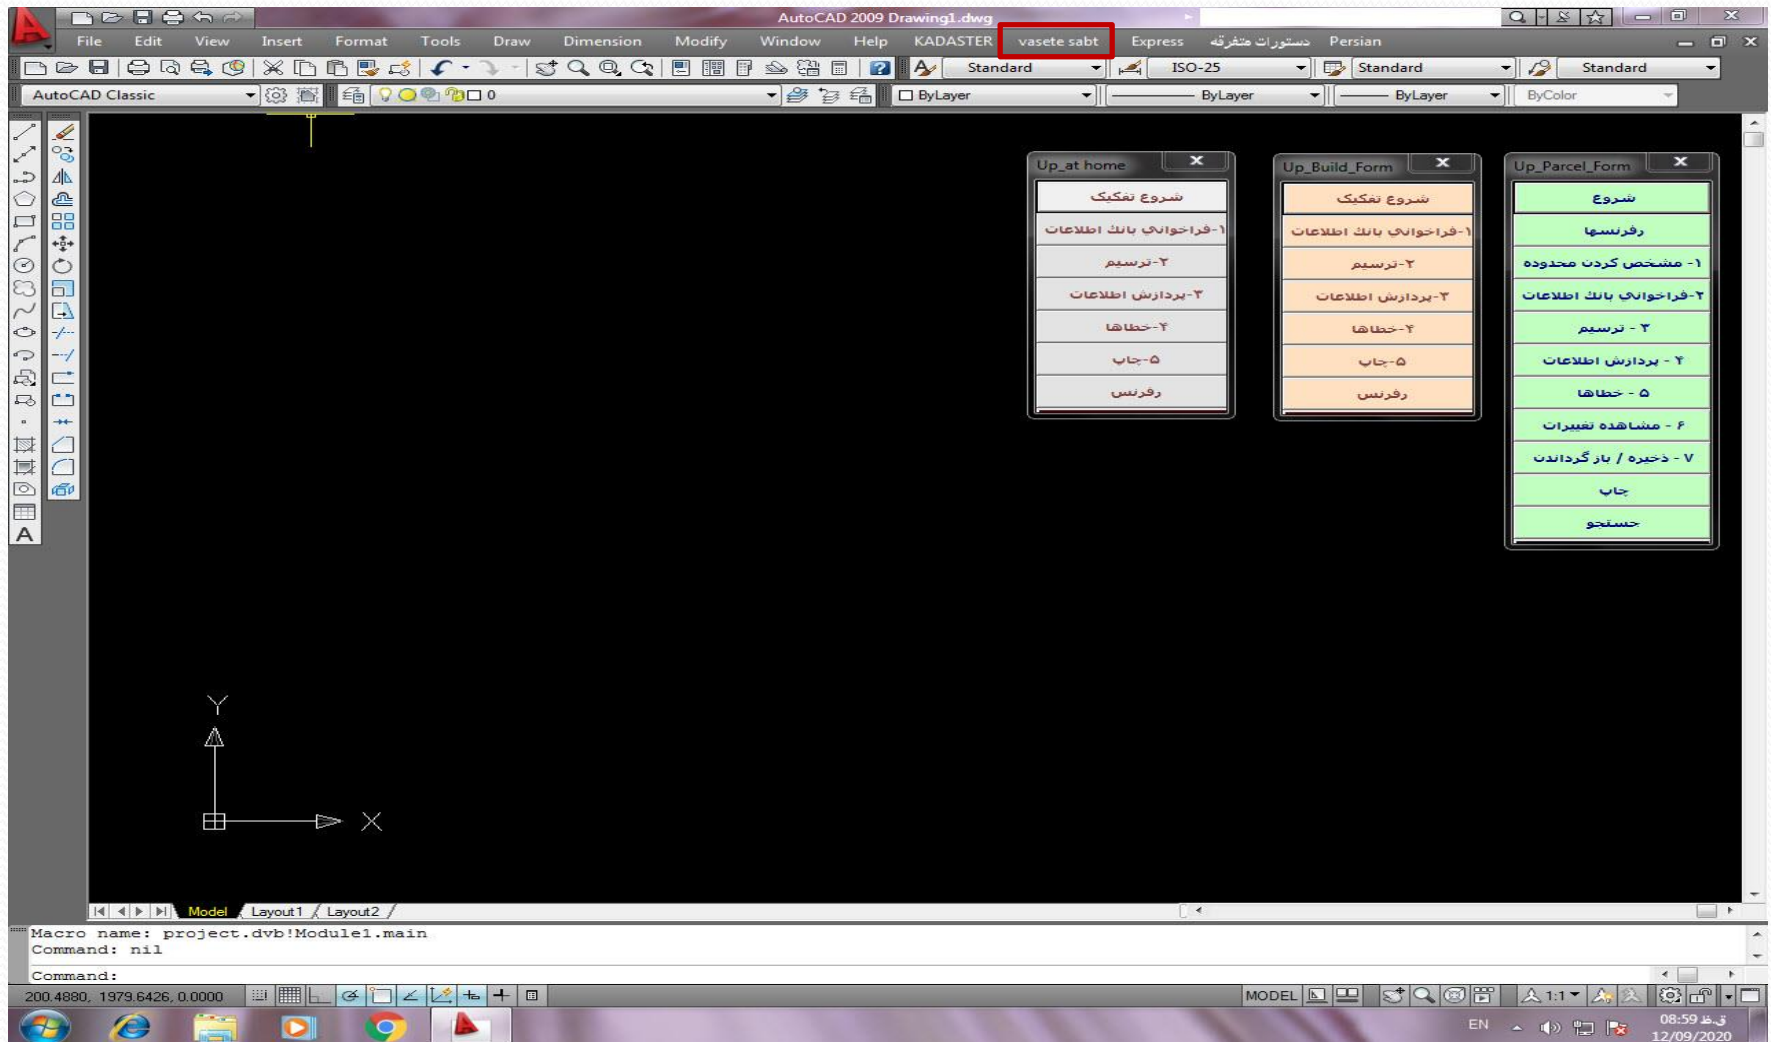 AutoCAD 2009 Drawing1.dwg
File Edit View Insert Format Tools Draw Dimension Modify Window Help KADASTER vasete sabt Express دستورات متفرقه Persian
Standard ISO-25 Standard Standard
AutoCAD Classic 0 ByLayer ByLayer ByLayer ByColor
Up_at home
شروع تفکیک
۱-فراخواني بانك اطلاعات
۲-ترسیم
۳-پردازش اطلاعات
۴-خطاها
۵-چاپ
رفرنس
Up_Build_Form
شروع تفکیک
۱-فراخواني بانك اطلاعات
۲-ترسیم
۳-پردازش اطلاعات
۴-خطاها
۵-چاپ
رفرنس
Up_Parcel_Form
شروع
رفرنسها
۱- مشخص کردن محدوده
۲-فراخواني بانك اطلاعات
۳ - ترسیم
۴ - پردازش اطلاعات
۵ - خطاها
۶ - مشاهده تغییرات
۷ - ذخیره / باز گرداندن
چاپ
جستجو
Y
X
Model Layout1 Layout2
Macro name: project.dvb!Module1.main
Command: nil
Command:
200.4880, 1979.6426, 0.0000 MODEL 1:1
EN 08:59 ق.ظ
12/09/2020